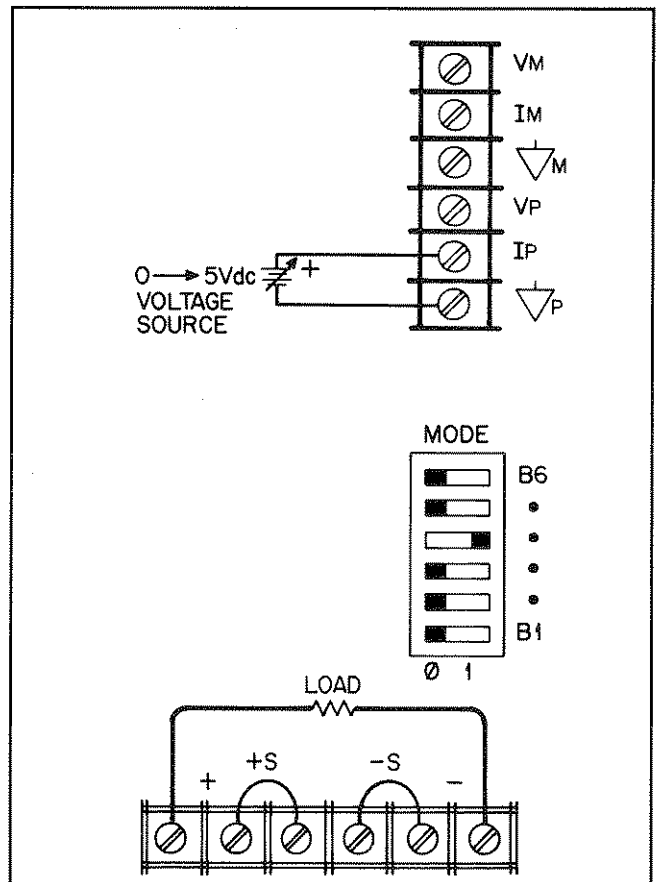 VM
IM
M
VP
IP
P
0 → 5Vdc +
VOLTAGE
SOURCE
MODE
B6
B1
Ø 1
LOAD
+ +S -S -